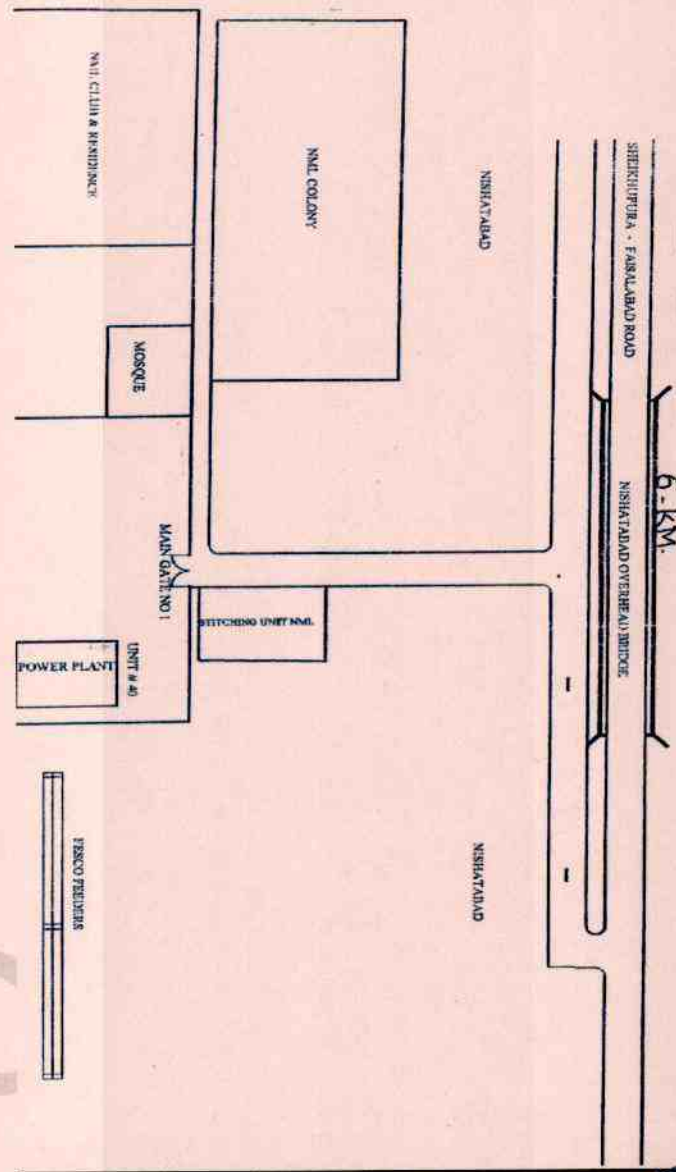 6-KM.
SHEIKHUPURA - FAISALABAD ROAD
NISHATABAD OVERHEAD BRIDGE
NISHATABAD
NISHATABAD
NML COLONY
STITCHING UNIT NML
NML CLUB & RESIDENCE
MOSQUE
MAIN GATE NO 1
UNIT # 40
POWER PLANT
FESCO FEEDERS